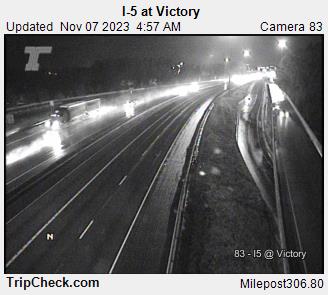 I-5 at Victory
Updated Nov 07 2023 4:57 AM Camera 83
T
N
83 - I5 @ Victory
TripCheck.com Milepost306.80